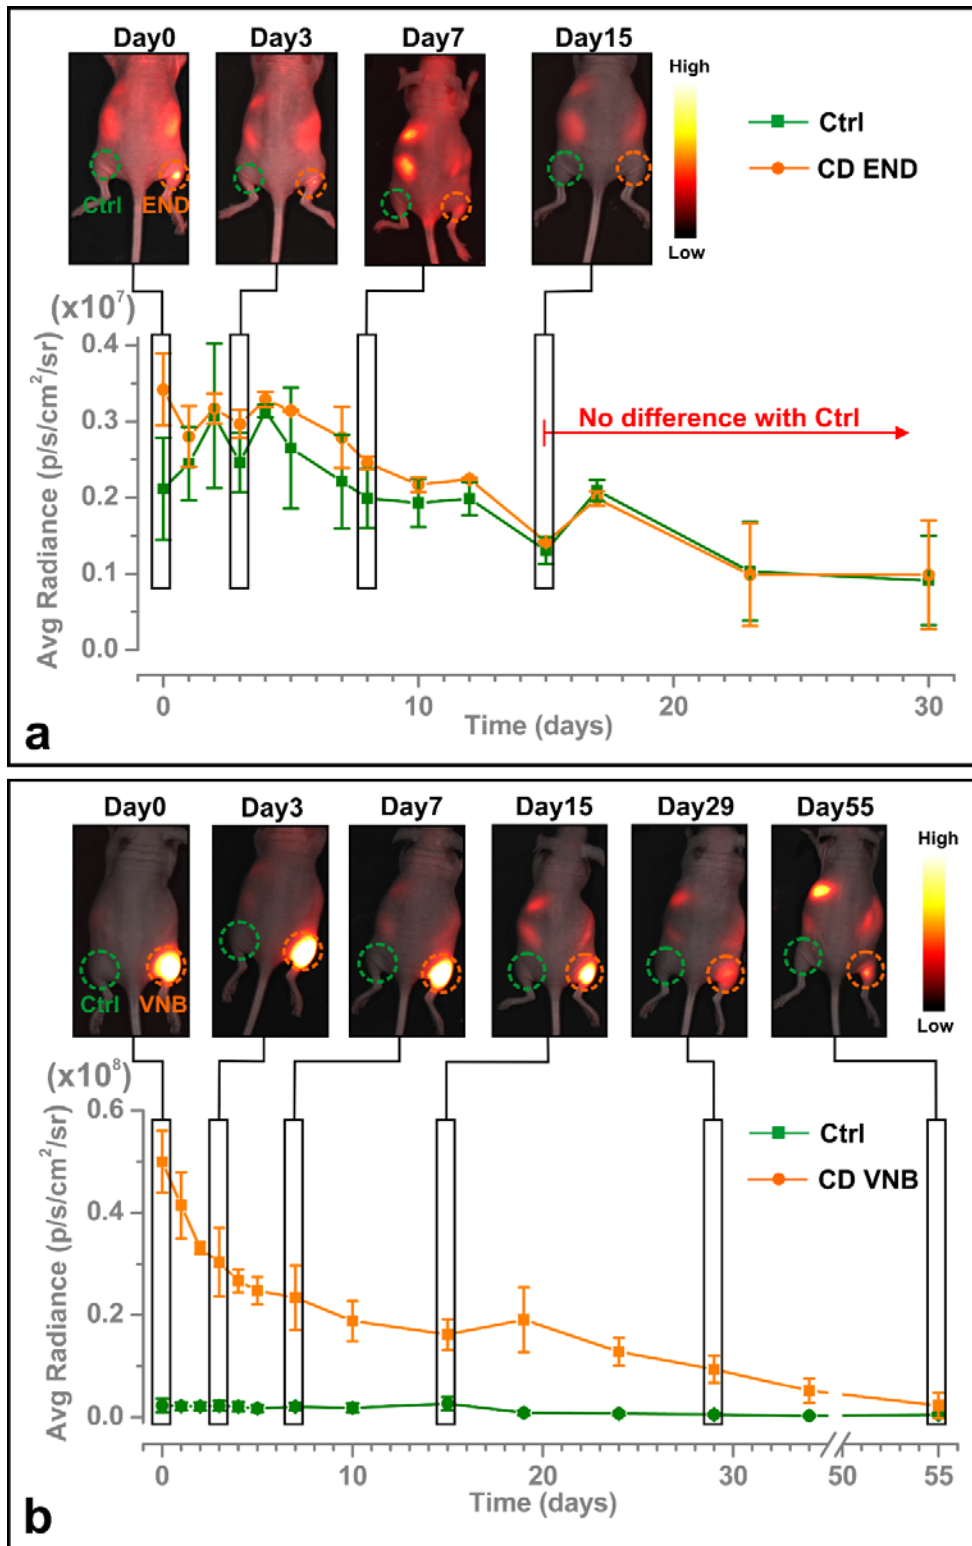 Day0 Day3 Day7 Day15
High
Low
Ctrl
CD END
Ctrl END
(x10⁷)
Avg Radiance (p/s/cm²/sr)
0.4
0.3
0.2
0.1
0.0
No difference with Ctrl
0 10 20 30
Time (days)
a
Day0 Day3 Day7 Day15 Day29 Day55
High
Low
Ctrl VNB
(x10⁸)
Avg Radiance (p/s/cm²/sr)
0.6
0.4
0.2
0.0
Ctrl
CD VNB
0 10 20 30 50 55
Time (days)
b